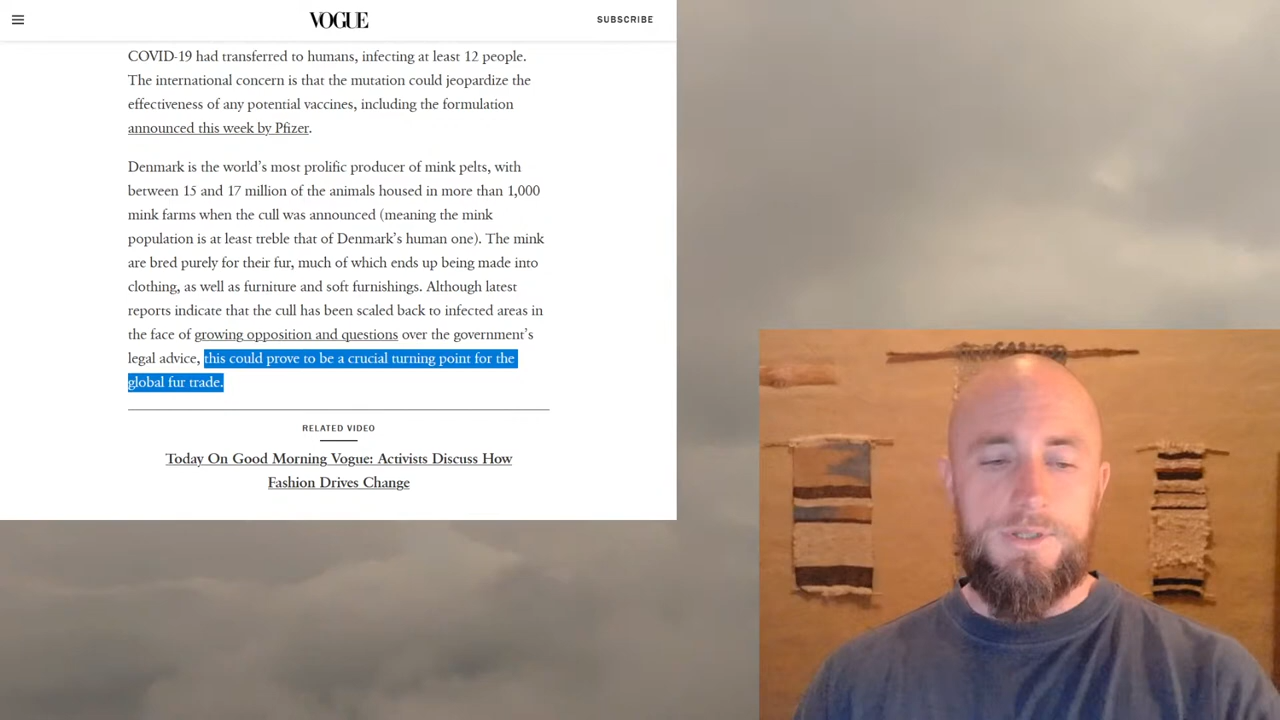 VOGUE
SUBSCRIBE
COVID-19 had transferred to humans, infecting at least 12 people.
The international concern is that the mutation could jeopardize the
effectiveness of any potential vaccines, including the formulation
announced this week by Pfizer.
Denmark is the world’s most prolific producer of mink pelts, with
between 15 and 17 million of the animals housed in more than 1,000
mink farms when the cull was announced (meaning the mink
population is at least treble that of Denmark’s human one). The mink
are bred purely for their fur, much of which ends up being made into
clothing, as well as furniture and soft furnishings. Although latest
reports indicate that the cull has been scaled back to infected areas in
the face of growing opposition and questions over the government’s
legal advice, this could prove to be a crucial turning point for the
global fur trade.
RELATED VIDEO
Today On Good Morning Vogue: Activists Discuss How
Fashion Drives Change